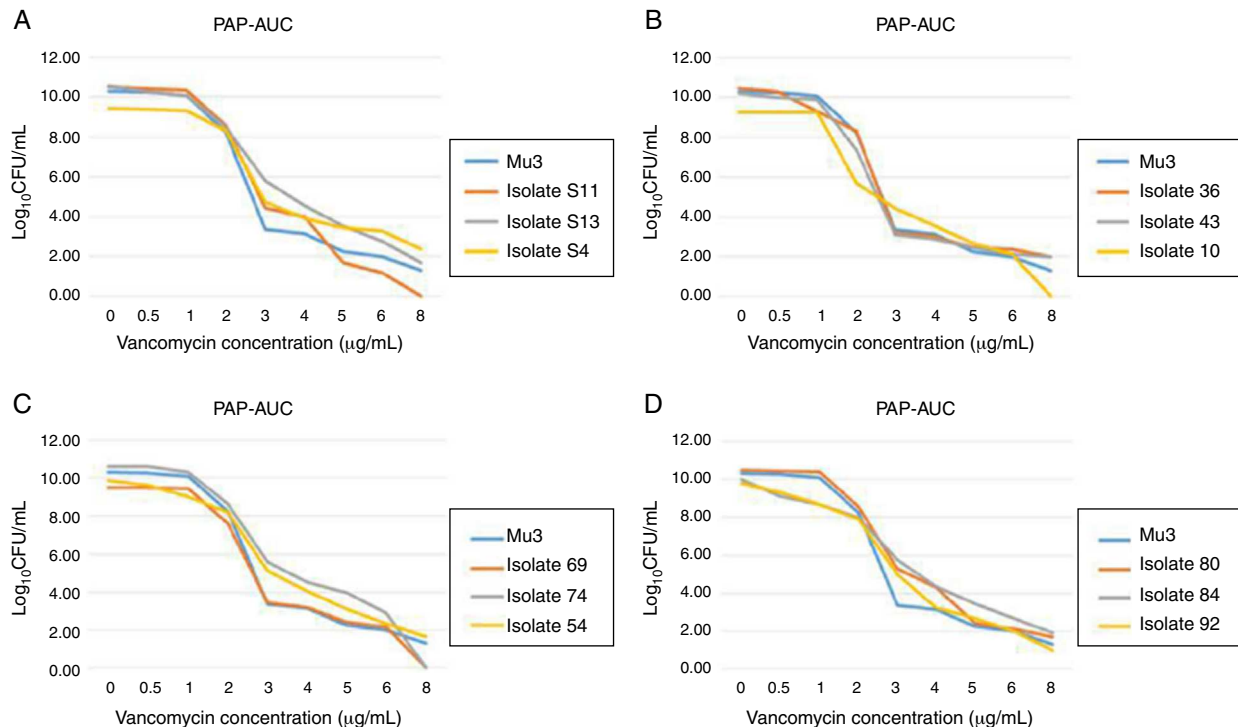 A
PAP-AUC
12.00
10.00
8.00
6.00
4.00
2.00
0.00
Log₁₀CFU/mL
0 0.5 1 2 3 4 5 6 8
Vancomycin concentration (μg/mL)
Mu3
Isolate S11
Isolate S13
Isolate S4
B
PAP-AUC
12.00
10.00
8.00
6.00
4.00
2.00
0.00
Log₁₀CFU/mL
0 0.5 1 2 3 4 5 6 8
Vancomycin concentration (μg/mL)
Mu3
Isolate 36
Isolate 43
Isolate 10
C
PAP-AUC
12.00
10.00
8.00
6.00
4.00
2.00
0.00
Log₁₀CFU/mL
0 0.5 1 2 3 4 5 6 8
Vancomycin concentration (μg/mL)
Mu3
Isolate 69
Isolate 74
Isolate 54
D
PAP-AUC
12.00
10.00
8.00
6.00
4.00
2.00
0.00
Log₁₀CFU/mL
0 0.5 1 2 3 4 5 6 8
Vancomycin concentration (μg/mL)
Mu3
Isolate 80
Isolate 84
Isolate 92